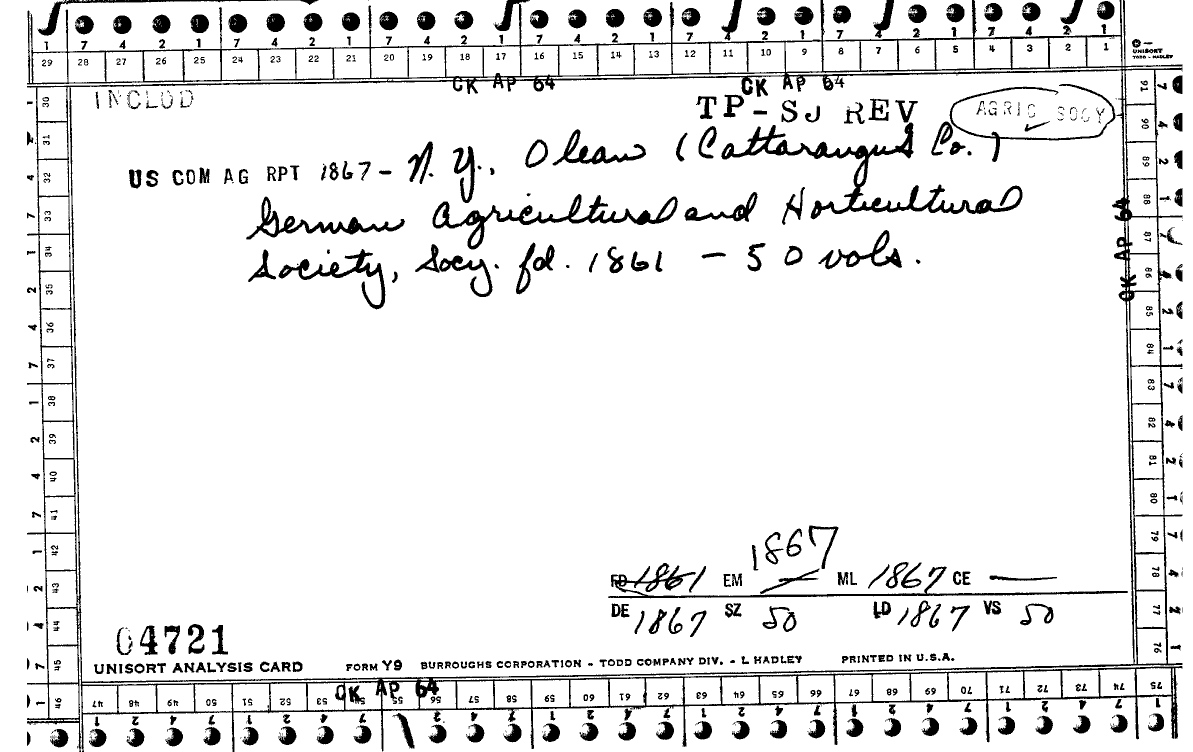 7 4 2 1 7 4 2 1 7 4 2 1 7 4 2 1 7 4 2 1 7 4 2 1
29 28 27 26 25 24 23 22 21 20 19 18 17 16 15 14 13 12 11 10 9 8 7 6 5 4 3 2 1
UNISORT
TODD - HADLEY
CK AP 64 CK AP 64
INCLOD
TP-SJ REV AGRIC SOCY
US COM AG RPT 1867 - N. Y., Olean (Cattaraugus Co.)
German Agricultural and Horticultural
Society, Socy. fd. 1861 - 50 vols.
CK AP 64
30 31 32 33 34 35 36 37 38 39 40 41 42 43 44 45 46
91 90 89 88 87 86 85 84 83 82 81 80 79 78 77 76
1867
FD 1861 EM — ML 1867 CE —
DE 1867 SZ 50 LD 1867 VS 50
04721
UNISORT ANALYSIS CARD FORM Y9 BURROUGHS CORPORATION - TODD COMPANY DIV. - L HADLEY PRINTED IN U.S.A.
CK AP 64
47 48 49 50 51 52 53 55 56 57 58 59 60 61 62 63 64 65 66 67 68 69 70 71 72 73 74 75